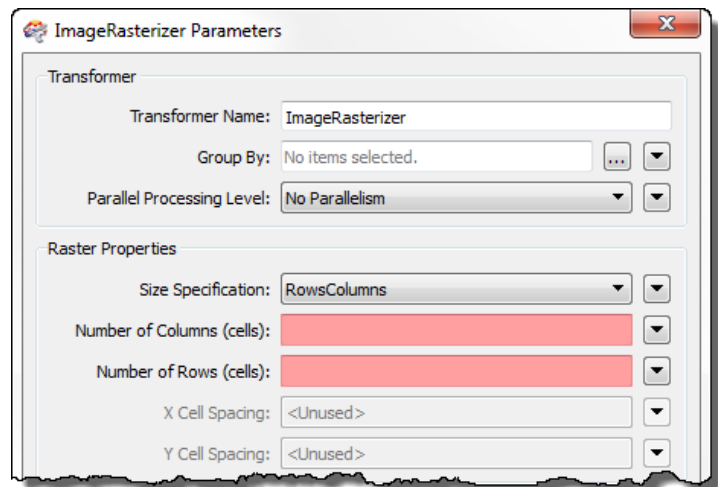 ImageRasterizer Parameters
Transformer
Transformer Name: ImageRasterizer
Group By: No items selected. ...
Parallel Processing Level: No Parallelism
Raster Properties
Size Specification: RowsColumns
Number of Columns (cells):
Number of Rows (cells):
X Cell Spacing: <Unused>
Y Cell Spacing: <Unused>